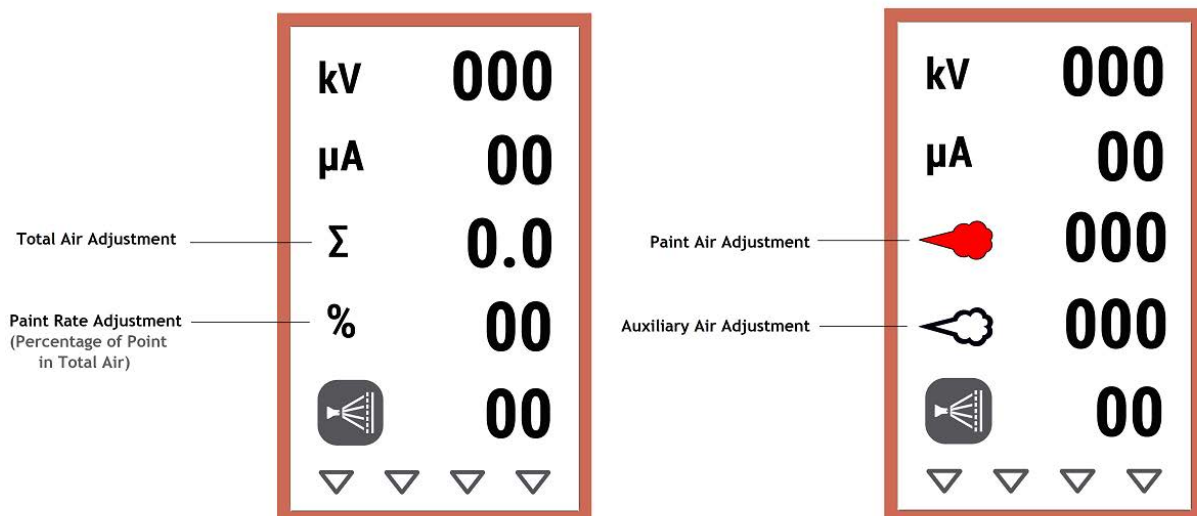 kV 000
µA 00
Total Air Adjustment Σ 0.0
Paint Rate Adjustment % 00
(Percentage of Point
in Total Air)
00
kV 000
µA 00
Paint Air Adjustment 000
Auxiliary Air Adjustment 000
00